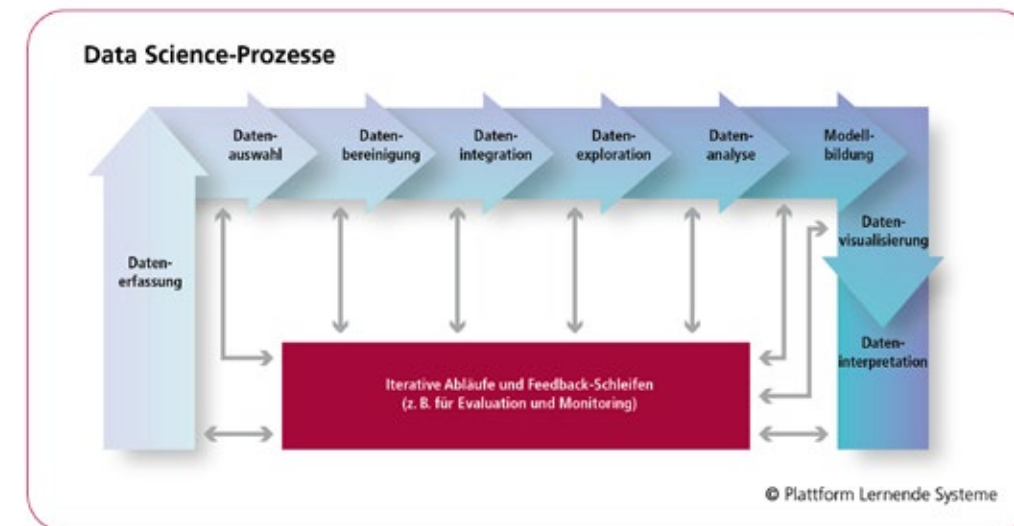 Data Science-Prozesse
Daten-
auswahl
Daten-
bereinigung
Daten-
integration
Daten-
exploration
Daten-
analyse
Modell-
bildung
Daten-
visualisierung
Daten-
erfassung
Daten-
interpretation
Iterative Abläufe und Feedback-Schleifen
(z. B. für Evaluation und Monitoring)
© Plattform Lernende Systeme